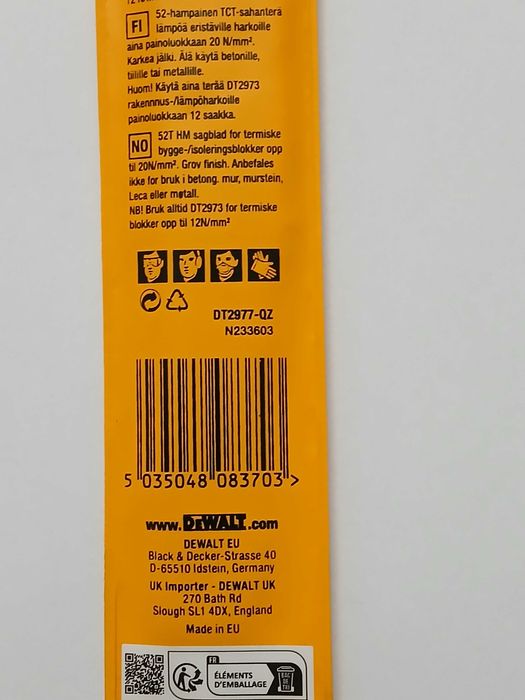 FI 52-hampainen TCT-sahanterä
lämpöä eristäville harkoille
aina painoluokkaan 20 N/mm².
Karkea jälki. Älä käytä betonille,
tiilille tai metallille.
Huom! Käytä aina terää DT2973
rakennnus-/lämpöharkoille
painoluokkaan 12 saakka.
NO 52T HM sagblad for termiske
bygge-/isoleringsblokker opp
til 20N/mm². Grov finish. Anbefales
ikke for bruk i betong, mur, murstein,
Leca eller metall.
NB! Bruk alltid DT2973 for termiske
blokker opp til 12N/mm²
DT2977-QZ
N233603
5 035048 083703 >
www.DEWALT.com
DEWALT EU
Black & Decker-Strasse 40
D-65510 Idstein, Germany
UK Importer - DEWALT UK
270 Bath Rd
Slough SL1 4DX, England
Made in EU
FR
ÉLÉMENTS
D'EMBALLAGE
BAC
DE
TRI